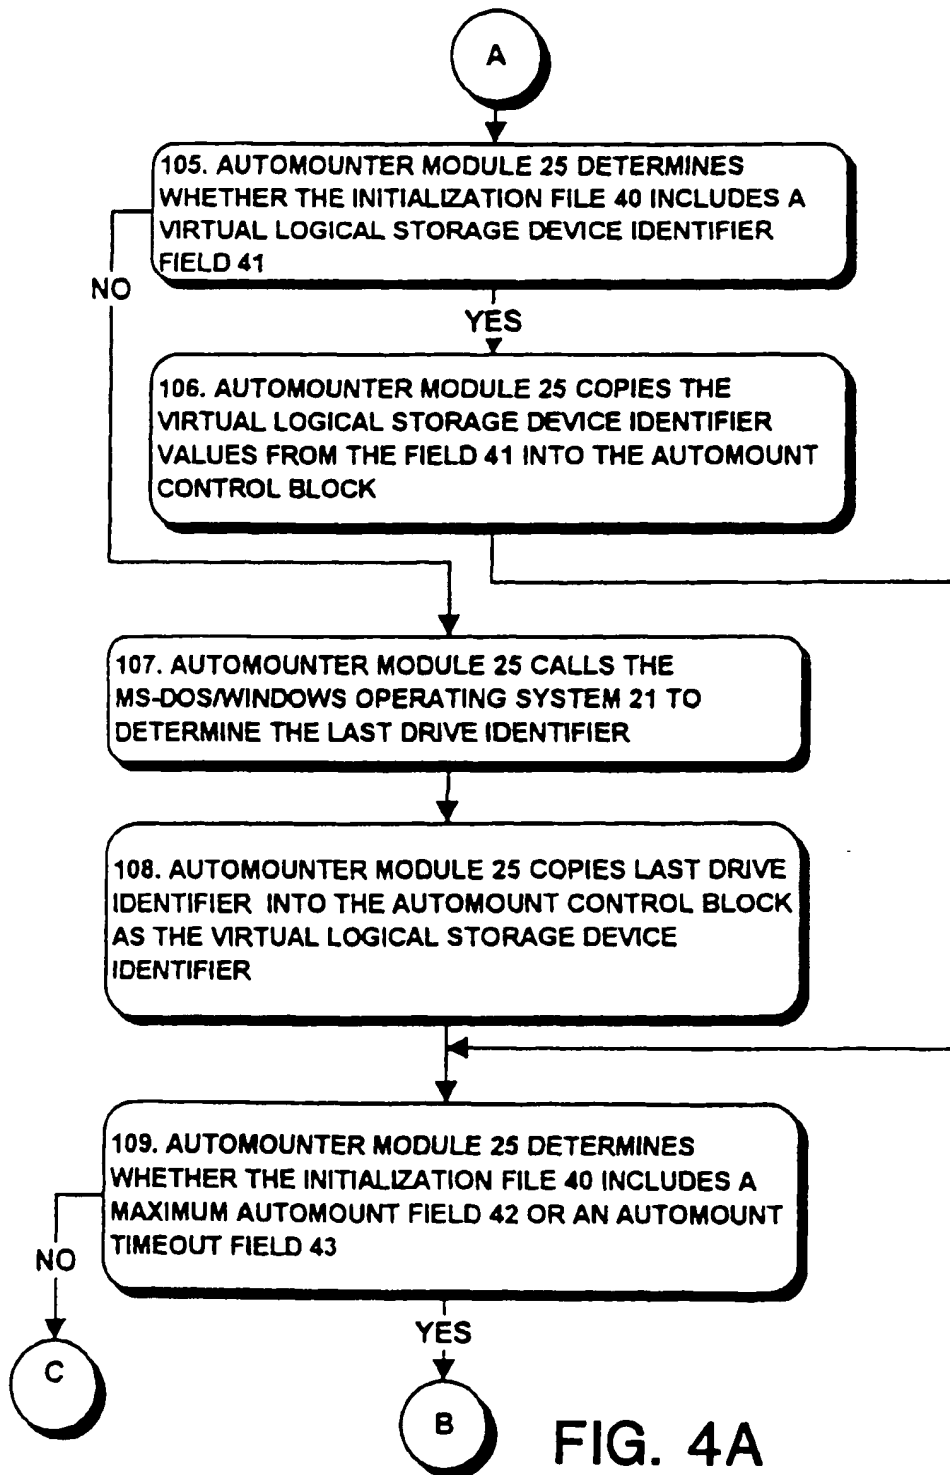 A
105. AUTOMOUNTER MODULE 25 DETERMINES
WHETHER THE INITIALIZATION FILE 40 INCLUDES A
VIRTUAL LOGICAL STORAGE DEVICE IDENTIFIER
FIELD 41
NO
YES
106. AUTOMOUNTER MODULE 25 COPIES THE
VIRTUAL LOGICAL STORAGE DEVICE IDENTIFIER
VALUES FROM THE FIELD 41 INTO THE AUTOMOUNT
CONTROL BLOCK
107. AUTOMOUNTER MODULE 25 CALLS THE
MS-DOS/WINDOWS OPERATING SYSTEM 21 TO
DETERMINE THE LAST DRIVE IDENTIFIER
108. AUTOMOUNTER MODULE 25 COPIES LAST DRIVE
IDENTIFIER INTO THE AUTOMOUNT CONTROL BLOCK
AS THE VIRTUAL LOGICAL STORAGE DEVICE
IDENTIFIER
109. AUTOMOUNTER MODULE 25 DETERMINES
WHETHER THE INITIALIZATION FILE 40 INCLUDES A
MAXIMUM AUTOMOUNT FIELD 42 OR AN AUTOMOUNT
TIMEOUT FIELD 43
NO
YES
C
B
FIG. 4A